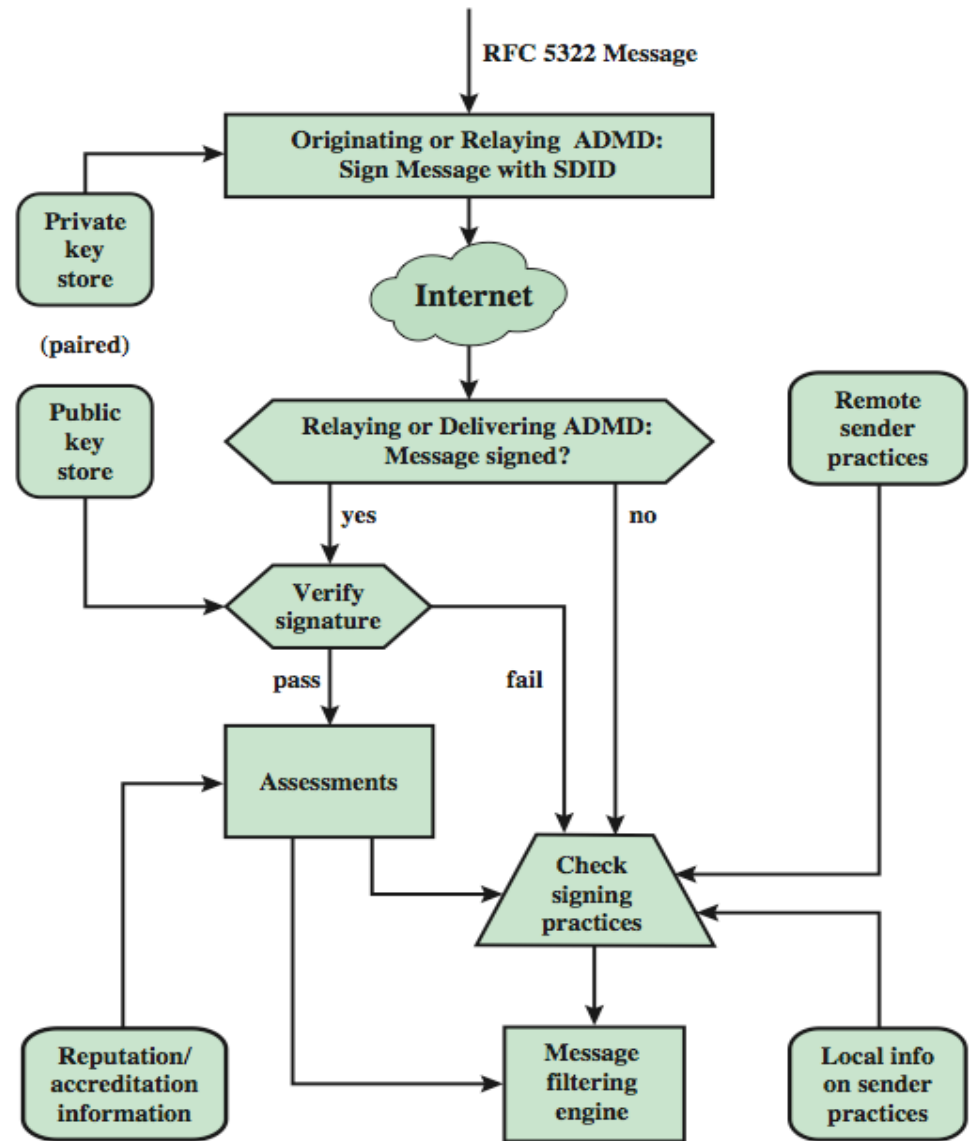 RFC 5322 Message
Originating or Relaying ADMD:
Sign Message with SDID
Private
key
store
Internet
(paired)
Public
key
store
Relaying or Delivering ADMD:
Message signed?
Remote
sender
practices
yes
no
Verify
signature
pass
fail
Assessments
Check
signing
practices
Reputation/
accreditation
information
Message
filtering
engine
Local info
on sender
practices